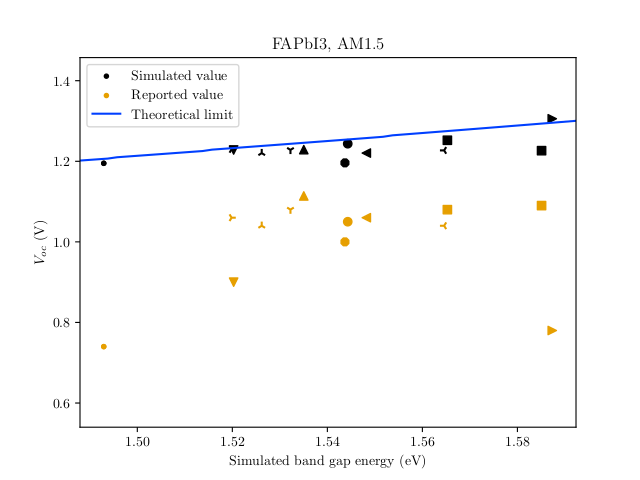 FAPbI3, AM1.5
Simulated value
Reported value
Theoretical limit
1.4
1.2
1.0
0.8
0.6
Voc (V)
1.50 1.52 1.54 1.56 1.58
Simulated band gap energy (eV)